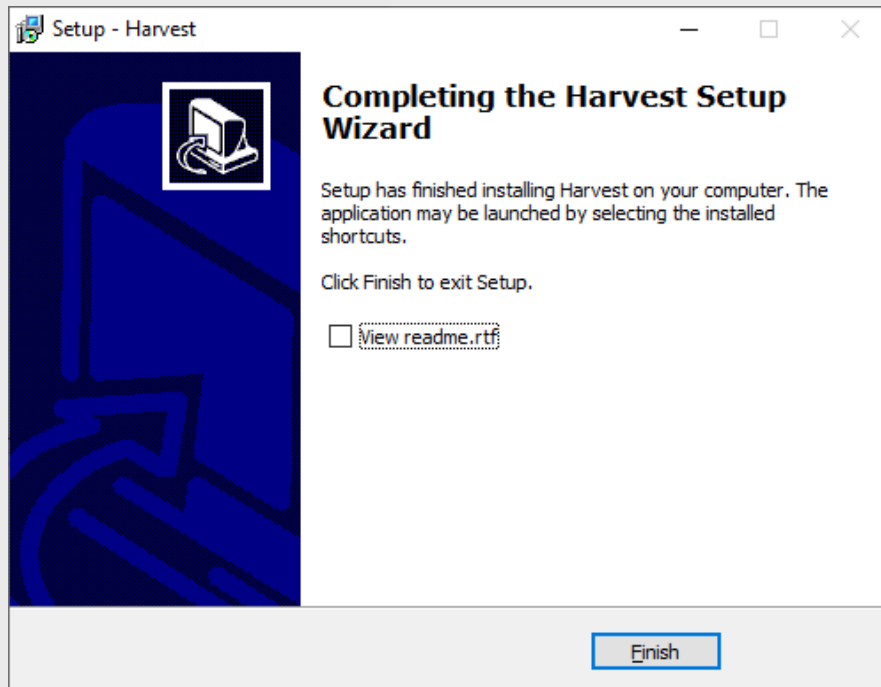 Setup - Harvest
Completing the Harvest Setup
Wizard
Setup has finished installing Harvest on your computer. The
application may be launched by selecting the installed
shortcuts.
Click Finish to exit Setup.
View readme.rtf
Finish